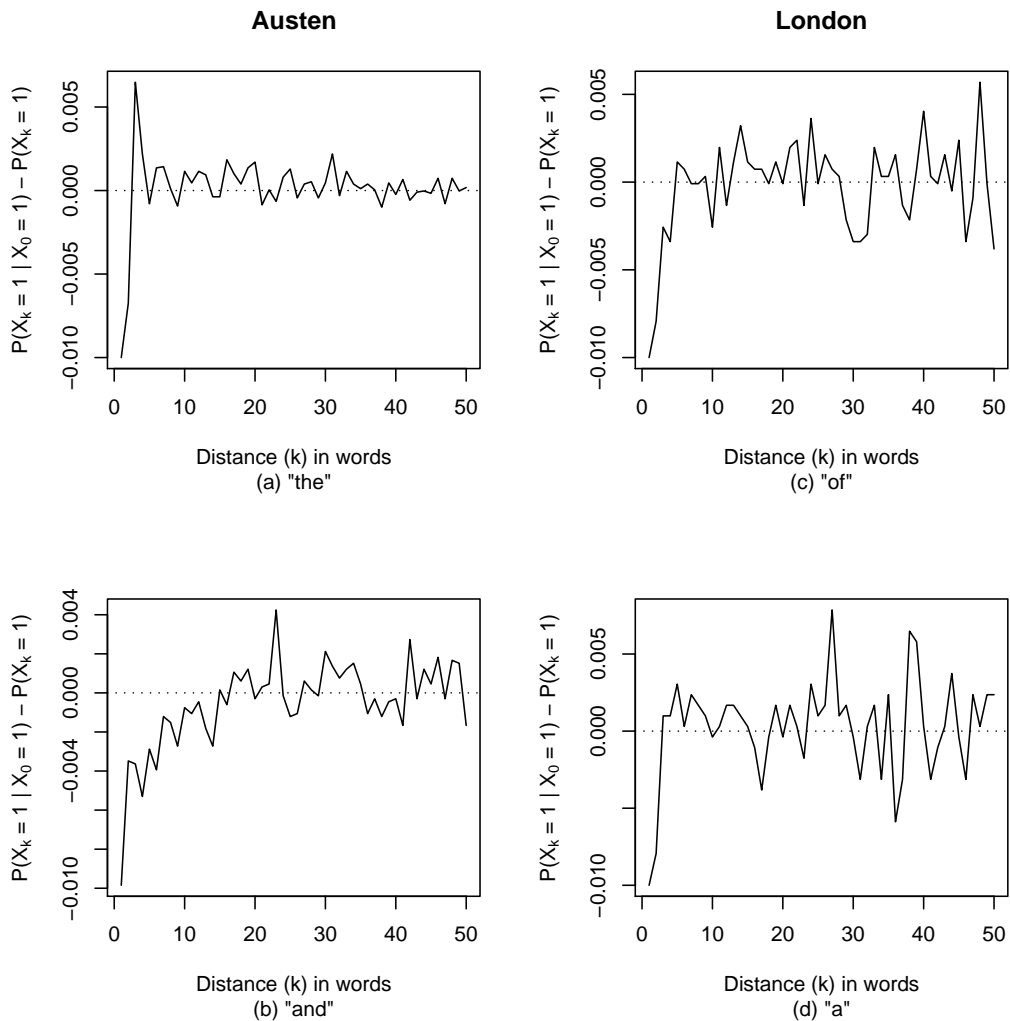 Austen
P(Xk = 1 | X0 = 1) − P(Xk = 1)
0.005
0.000
−0.005
−0.010
0 10 20 30 40 50
Distance (k) in words
(a) "the"
London
P(Xk = 1 | X0 = 1) − P(Xk = 1)
0.005
0.000
−0.005
−0.010
0 10 20 30 40 50
Distance (k) in words
(c) "of"
P(Xk = 1 | X0 = 1) − P(Xk = 1)
0.004
0.000
−0.004
−0.010
0 10 20 30 40 50
Distance (k) in words
(b) "and"
P(Xk = 1 | X0 = 1) − P(Xk = 1)
0.005
0.000
−0.010
0 10 20 30 40 50
Distance (k) in words
(d) "a"